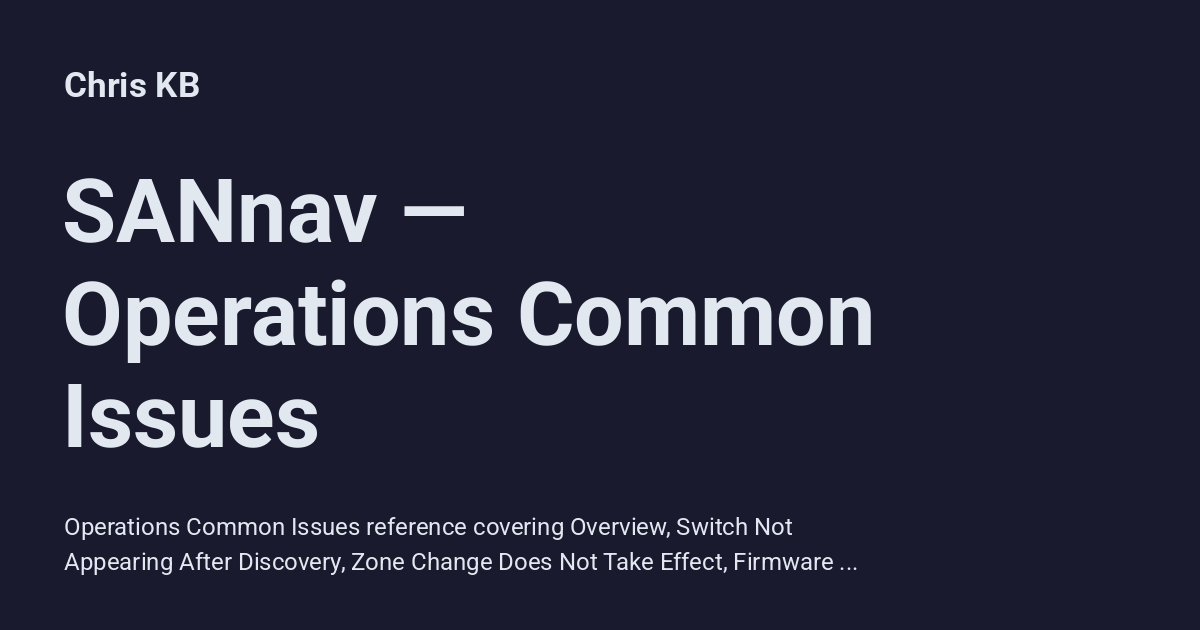 Chris KB
SANnav —
Operations Common
Issues
Operations Common Issues reference covering Overview, Switch Not
Appearing After Discovery, Zone Change Does Not Take Effect, Firmware ...